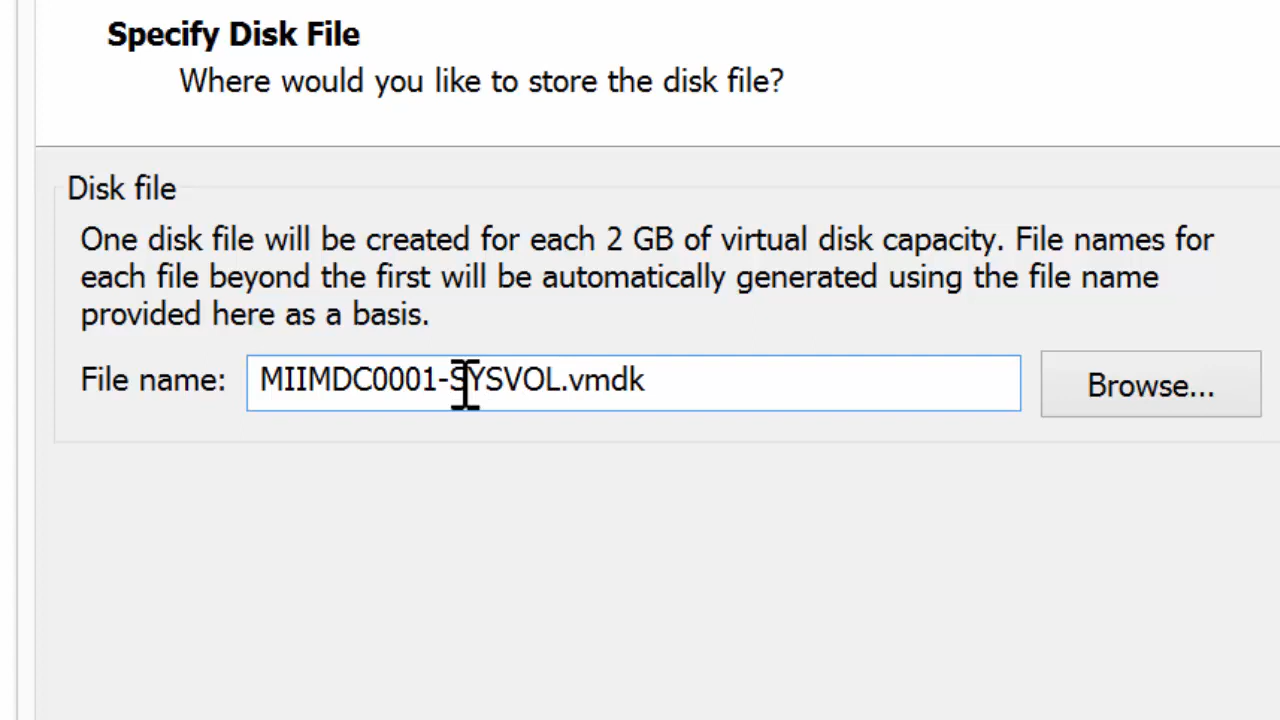 Specify Disk File
Where would you like to store the disk file?
Disk file
One disk file will be created for each 2 GB of virtual disk capacity. File names for
each file beyond the first will be automatically generated using the file name
provided here as a basis.
File name: MIIMDC0001-SYSVOL.vmdk Browse...